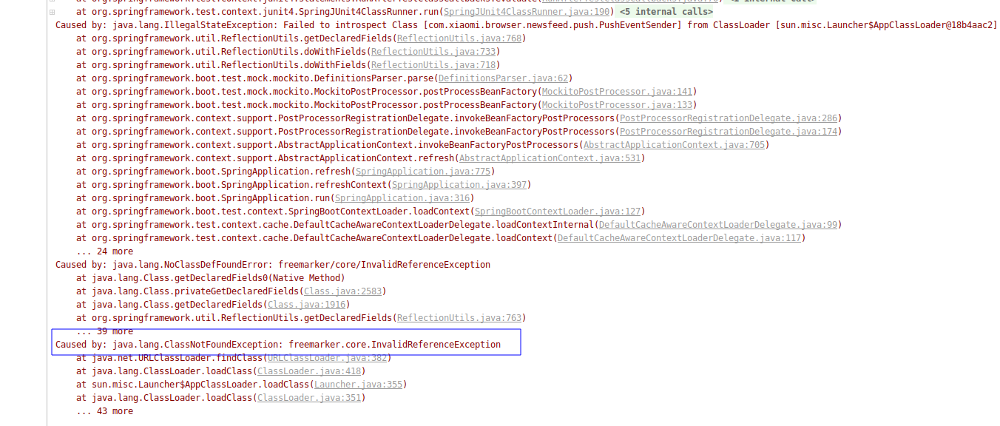 at org.springframework.test.context.junit4.SpringJUnit4ClassRunner.run(SpringJUnit4ClassRunner.java:190) <5 internal calls>
Caused by: java.lang.IllegalStateException: Failed to introspect Class [com.xiaomi.browser.newsfeed.push.PushEventSender] from ClassLoader [sun.misc.Launcher$AppClassLoader@18b4aac2]
at org.springframework.util.ReflectionUtils.getDeclaredFields(ReflectionUtils.java:768)
at org.springframework.util.ReflectionUtils.doWithFields(ReflectionUtils.java:733)
at org.springframework.util.ReflectionUtils.doWithFields(ReflectionUtils.java:718)
at org.springframework.boot.test.mock.mockito.DefinitionsParser.parse(DefinitionsParser.java:62)
at org.springframework.boot.test.mock.mockito.MockitoPostProcessor.postProcessBeanFactory(MockitoPostProcessor.java:141)
at org.springframework.boot.test.mock.mockito.MockitoPostProcessor.postProcessBeanFactory(MockitoPostProcessor.java:133)
at org.springframework.context.support.PostProcessorRegistrationDelegate.invokeBeanFactoryPostProcessors(PostProcessorRegistrationDelegate.java:286)
at org.springframework.context.support.PostProcessorRegistrationDelegate.invokeBeanFactoryPostProcessors(PostProcessorRegistrationDelegate.java:174)
at org.springframework.context.support.AbstractApplicationContext.invokeBeanFactoryPostProcessors(AbstractApplicationContext.java:705)
at org.springframework.context.support.AbstractApplicationContext.refresh(AbstractApplicationContext.java:531)
at org.springframework.boot.SpringApplication.refresh(SpringApplication.java:775)
at org.springframework.boot.SpringApplication.refreshContext(SpringApplication.java:397)
at org.springframework.boot.SpringApplication.run(SpringApplication.java:316)
at org.springframework.boot.test.context.SpringBootContextLoader.loadContext(SpringBootContextLoader.java:127)
at org.springframework.test.context.cache.DefaultCacheAwareContextLoaderDelegate.loadContextInternal(DefaultCacheAwareContextLoaderDelegate.java:99)
at org.springframework.test.context.cache.DefaultCacheAwareContextLoaderDelegate.loadContext(DefaultCacheAwareContextLoaderDelegate.java:117)
... 24 more
Caused by: java.lang.NoClassDefFoundError: freemarker/core/InvalidReferenceException
at java.lang.Class.getDeclaredFields0(Native Method)
at java.lang.Class.privateGetDeclaredFields(Class.java:2583)
at java.lang.Class.getDeclaredFields(Class.java:1916)
at org.springframework.util.ReflectionUtils.getDeclaredFields(ReflectionUtils.java:763)
... 39 more
Caused by: java.lang.ClassNotFoundException: freemarker.core.InvalidReferenceException
at java.net.URLClassLoader.findClass(URLClassLoader.java:382)
at java.lang.ClassLoader.loadClass(ClassLoader.java:418)
at sun.misc.Launcher$AppClassLoader.loadClass(Launcher.java:355)
at java.lang.ClassLoader.loadClass(ClassLoader.java:351)
... 43 more